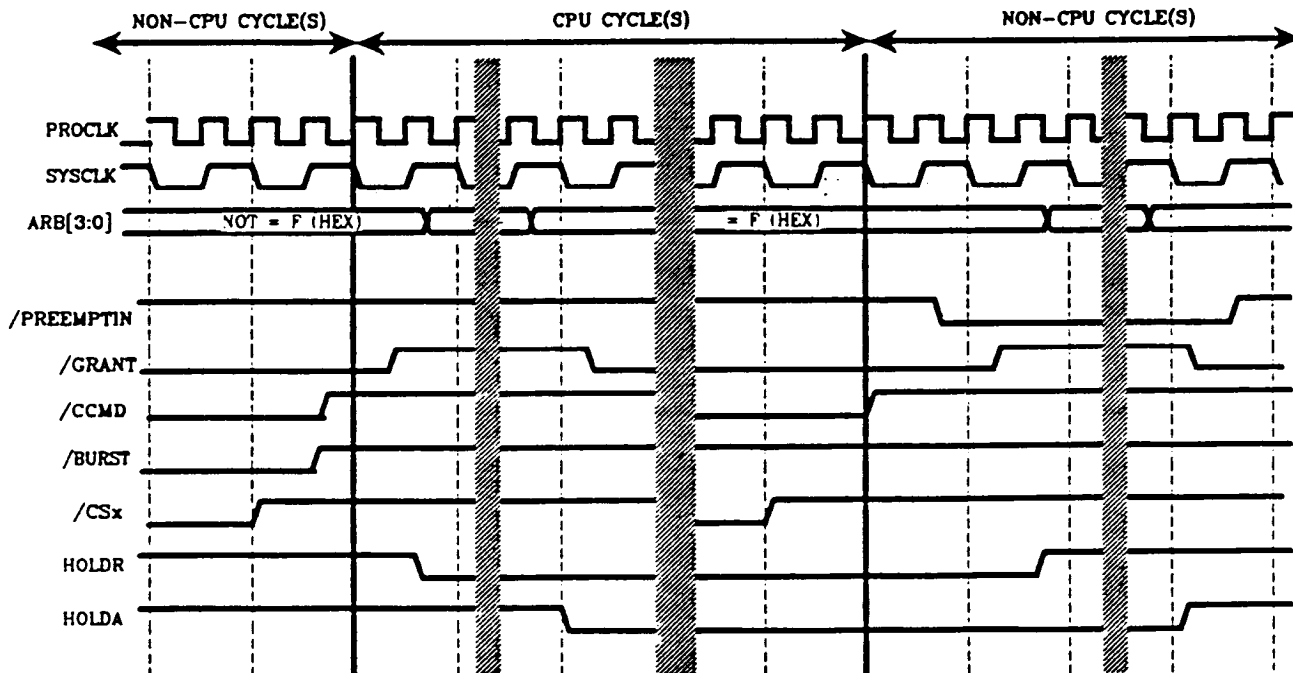 NON-CPU CYCLE(S) CPU CYCLE(S) NON-CPU CYCLE(S)
PROCLK
SYSCLK
ARB[3:0] NOT = F (HEX) = F (HEX)
/PREEMPTIN
/GRANT
/CCMD
/BURST
/CSx
HOLDR
HOLDA